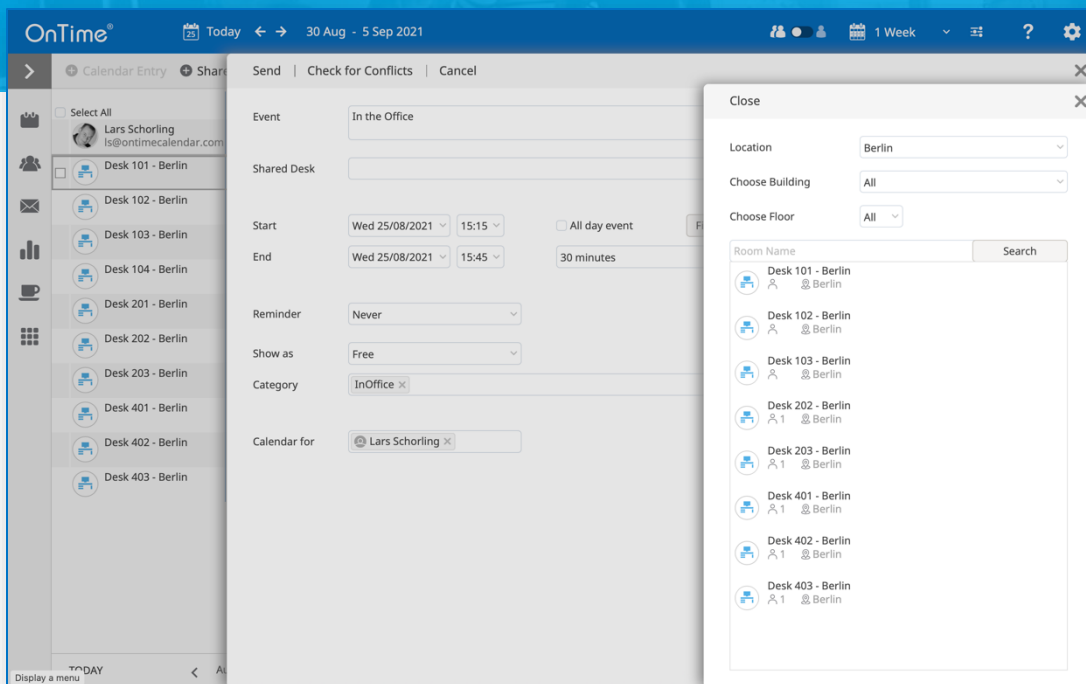 OnTime®
25 Today 30 Aug - 5 Sep 2021 1 Week ?
Calendar Entry
Send | Check for Conflicts | Cancel
Select All
Lars Schorling
ls@ontimecalendar.com
Desk 101 - Berlin
Desk 102 - Berlin
Desk 103 - Berlin
Desk 104 - Berlin
Desk 201 - Berlin
Desk 202 - Berlin
Desk 203 - Berlin
Desk 401 - Berlin
Desk 402 - Berlin
Desk 403 - Berlin
TODAY
Display a menu
Event In the Office
Shared Desk
Start Wed 25/08/2021 15:15 All day event
End Wed 25/08/2021 15:45 30 minutes
Reminder Never
Show as Free
Category InOffice
Calendar for Lars Schorling
Close
Location Berlin
Choose Building All
Choose Floor All
Room Name Search
Desk 101 - Berlin
Berlin
Desk 102 - Berlin
Berlin
Desk 103 - Berlin
Berlin
Desk 202 - Berlin
1 Berlin
Desk 203 - Berlin
1 Berlin
Desk 401 - Berlin
1 Berlin
Desk 402 - Berlin
1 Berlin
Desk 403 - Berlin
1 Berlin